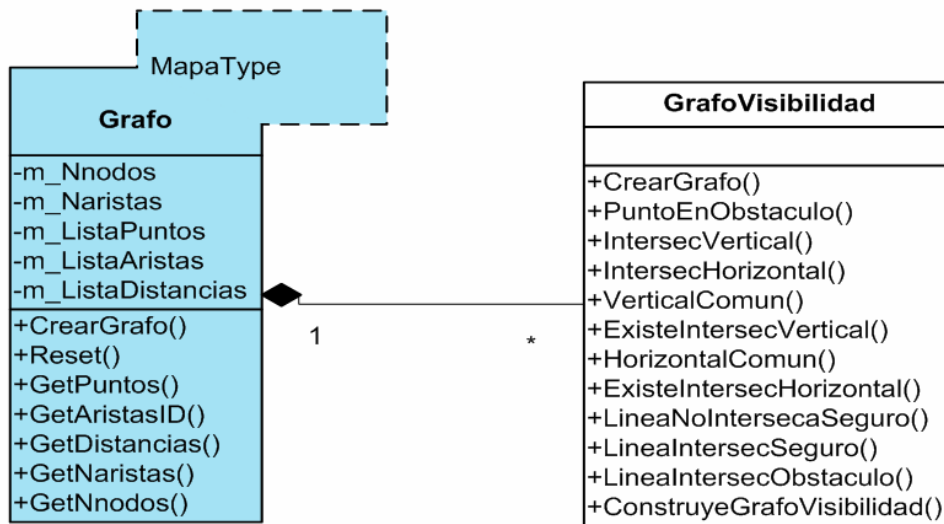 MapaType
Grafo
-m_Nnodos
-m_Naristas
-m_ListaPuntos
-m_ListaAristas
-m_ListaDistancias
+CrearGrafo()
+Reset()
+GetPuntos()
+GetAristasID()
+GetDistancias()
+GetNaristas()
+GetNnodos()
1
*
GrafoVisibilidad
+CrearGrafo()
+PuntoEnObstaculo()
+IntersecVertical()
+IntersecHorizontal()
+VerticalComun()
+ExisteIntersecVertical()
+HorizontalComun()
+ExisteIntersecHorizontal()
+LineaNoIntersecaSeguro()
+LineaIntersecSeguro()
+LineaIntersecObstaculo()
+ConstruyeGrafoVisibilidad()